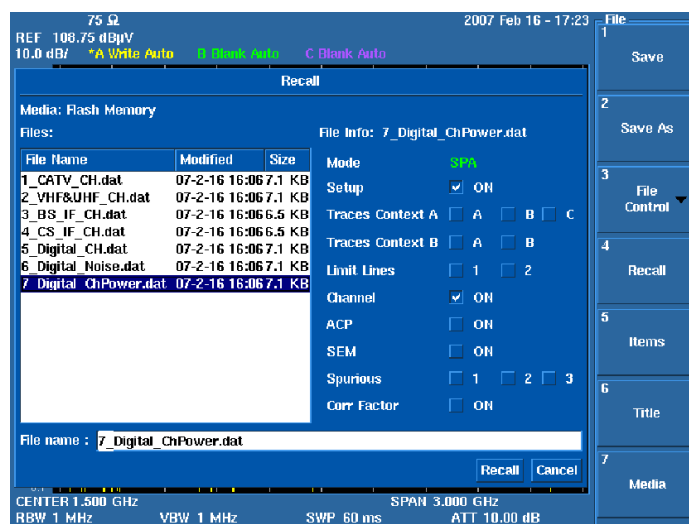 75 Ω 2007 Feb 16 - 17:23
REF 108.75 dBµV
10.0 dB/ *A Write Auto B Blank Auto C Blank Auto
Recall
Media: Flash Memory
Files:
File Name Modified Size
1_CATV_CH.dat 07-2-16 16:06 7.1 KB
2_VHF&UHF_CH.dat 07-2-16 16:06 7.1 KB
3_BS_IF_CH.dat 07-2-16 16:06 6.5 KB
4_CS_IF_CH.dat 07-2-16 16:06 6.5 KB
5_Digital_CH.dat 07-2-16 16:06 7.1 KB
6_Digital_Noise.dat 07-2-16 16:06 7.1 KB
7_Digital_ChPower.dat 07-2-16 16:06 7.1 KB
File Info: 7_Digital_ChPower.dat
Mode SPA
Setup ON
Traces Context A A B C
Traces Context B A B
Limit Lines 1 2
Channel ON
ACP ON
SEM ON
Spurious 1 2 3
Corr Factor ON
File name : 7_Digital_ChPower.dat
Recall Cancel
CENTER 1.500 GHz SPAN 3.000 GHz
RBW 1 MHz VBW 1 MHz SWP 60 ms ATT 10.00 dB
File
1
Save
2
Save As
3
File
Control
4
Recall
5
Items
6
Title
7
Media